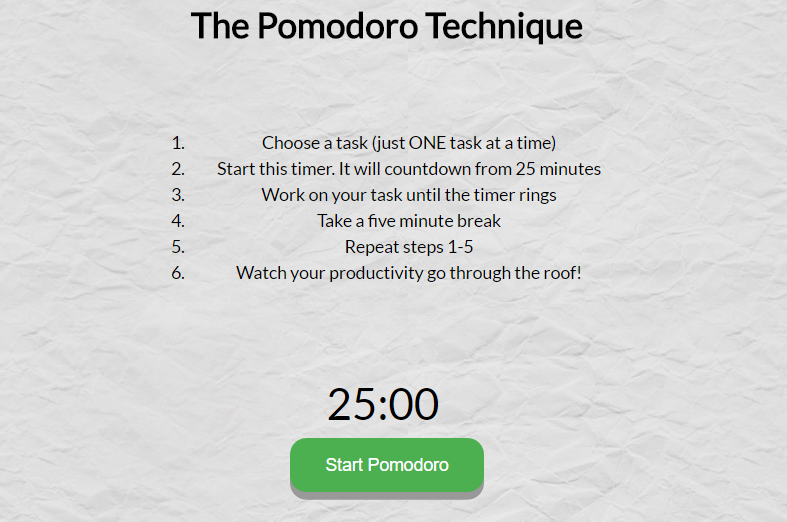 The Pomodoro Technique
1. Choose a task (just ONE task at a time)
2. Start this timer. It will countdown from 25 minutes
3. Work on your task until the timer rings
4. Take a five minute break
5. Repeat steps 1-5
6. Watch your productivity go through the roof!
25:00
Start Pomodoro